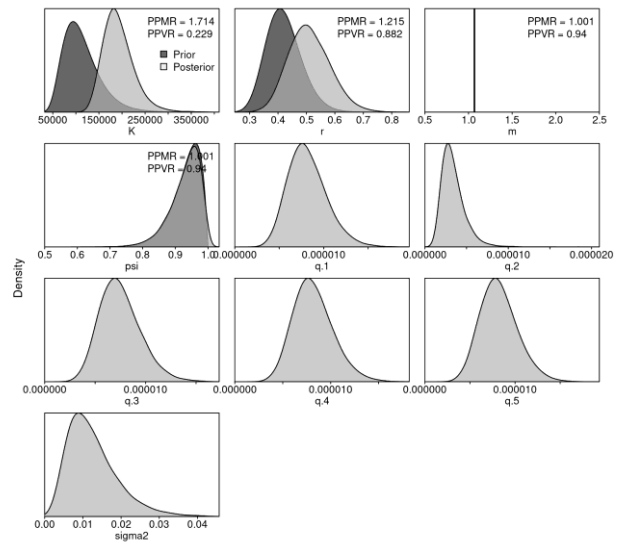 PPMR = 1.714
PPVR = 0.229
Prior
Posterior
50000 150000 250000 350000
K
PPMR = 1.215
PPVR = 0.882
0.3 0.4 0.5 0.6 0.7 0.8
r
PPMR = 1.001
PPVR = 0.94
0.5 1.0 1.5 2.0 2.5
m
PPMR = 1.001
PPVR = 0.94
0.5 0.6 0.7 0.8 0.9 1.0
psi
0.000000 0.000010
q.1
0.000000 0.000010 0.000020
q.2
Density
0.000000 0.000010
q.3
0.000000 0.000010
q.4
0.000000 0.000010
q.5
0.00 0.01 0.02 0.03 0.04
sigma2